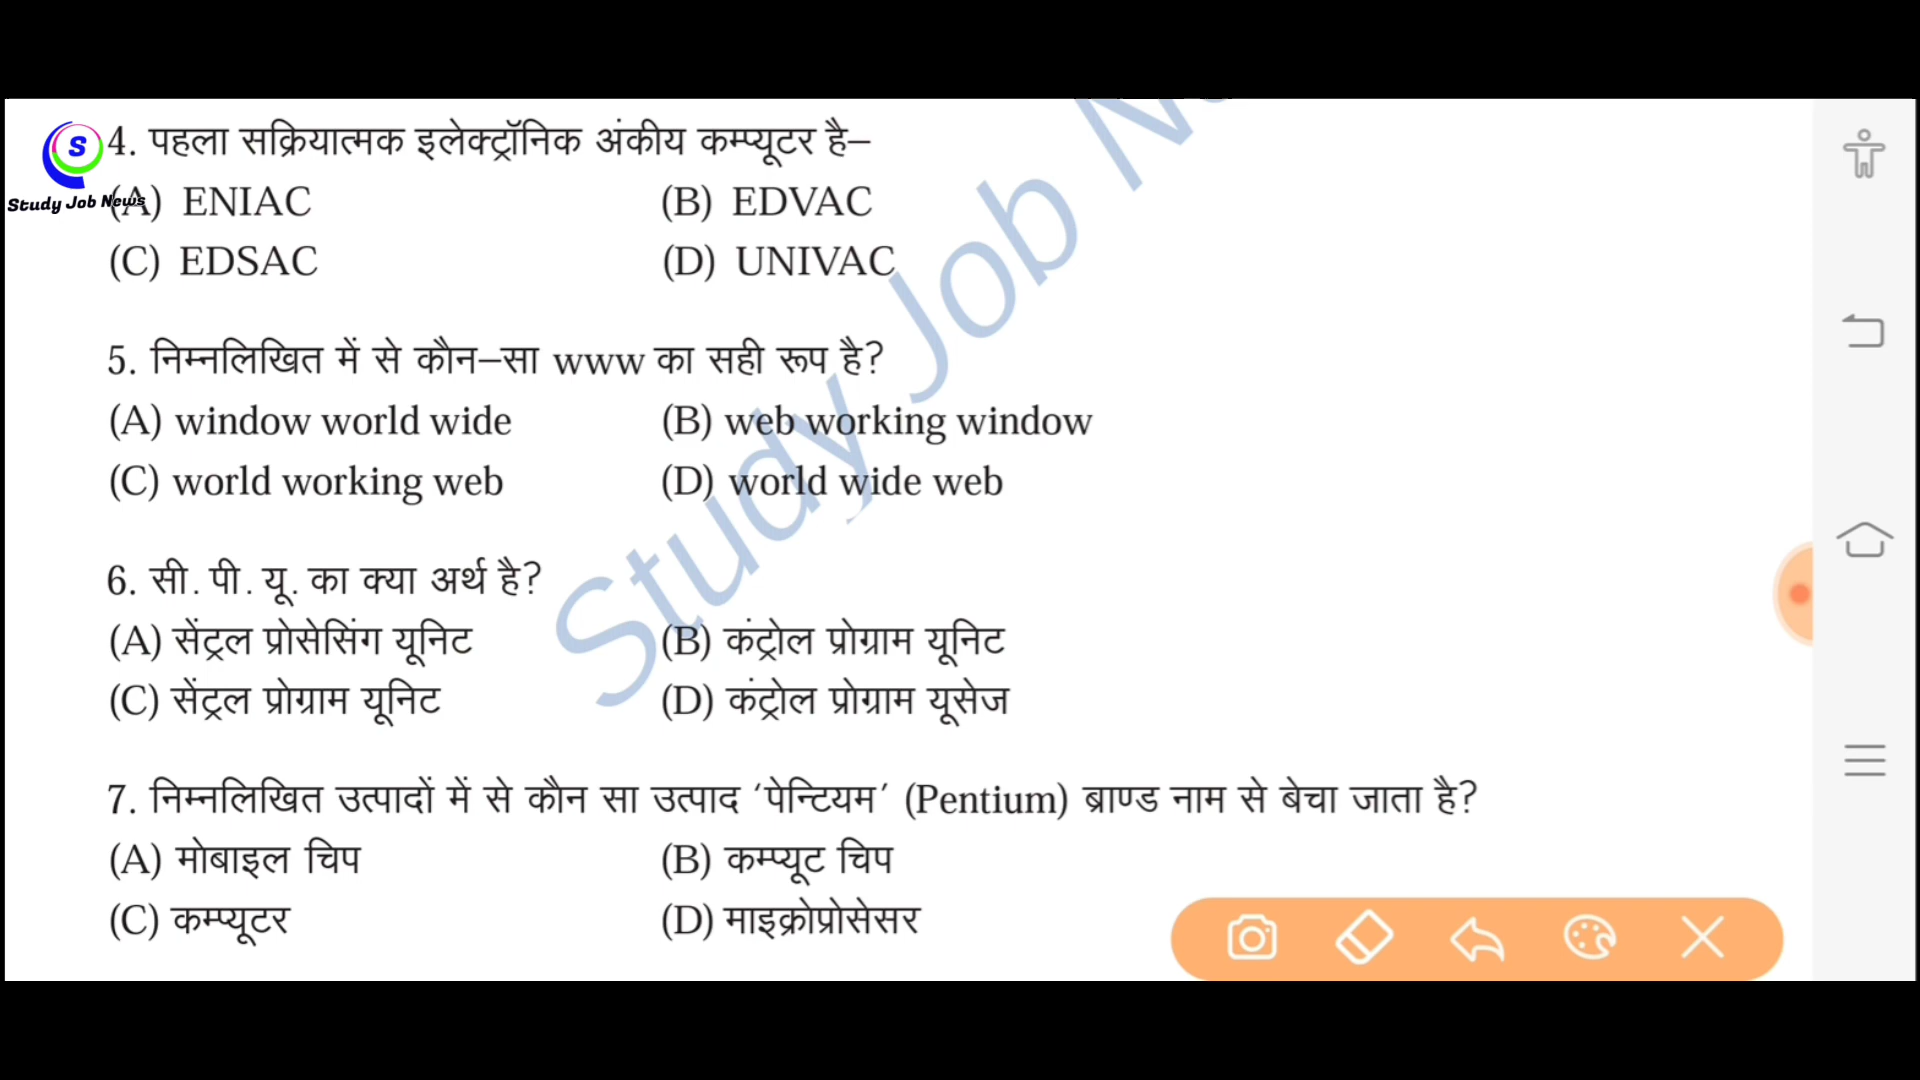 4. पहला सक्रियात्मक इलेक्ट्रॉनिक अंकीय कम्प्यूटर है–
S
Study Job News
(A) ENIAC (B) EDVAC
(C) EDSAC (D) UNIVAC
5. निम्नलिखित में से कौन–सा www का सही रूप है?
(A) window world wide (B) web working window
(C) world working web (D) world wide web
6. सी. पी. यू. का क्या अर्थ है?
(A) सेंट्रल प्रोसेसिंग यूनिट (B) कंट्रोल प्रोग्राम यूनिट
(C) सेंट्रल प्रोग्राम यूनिट (D) कंट्रोल प्रोग्राम यूसेज
7. निम्नलिखित उत्पादों में से कौन सा उत्पाद ‘पेन्टियम’ (Pentium) ब्राण्ड नाम से बेचा जाता है?
(A) मोबाइल चिप (B) कम्प्यूट चिप
(C) कम्प्यूटर (D) माइक्रोप्रोसेसर
Study Job